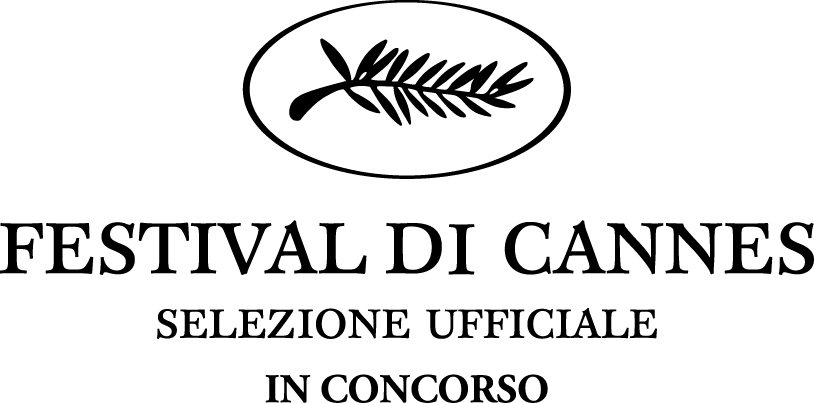 FESTIVAL DI CANNES
SELEZIONE UFFICIALE
IN CONCORSO